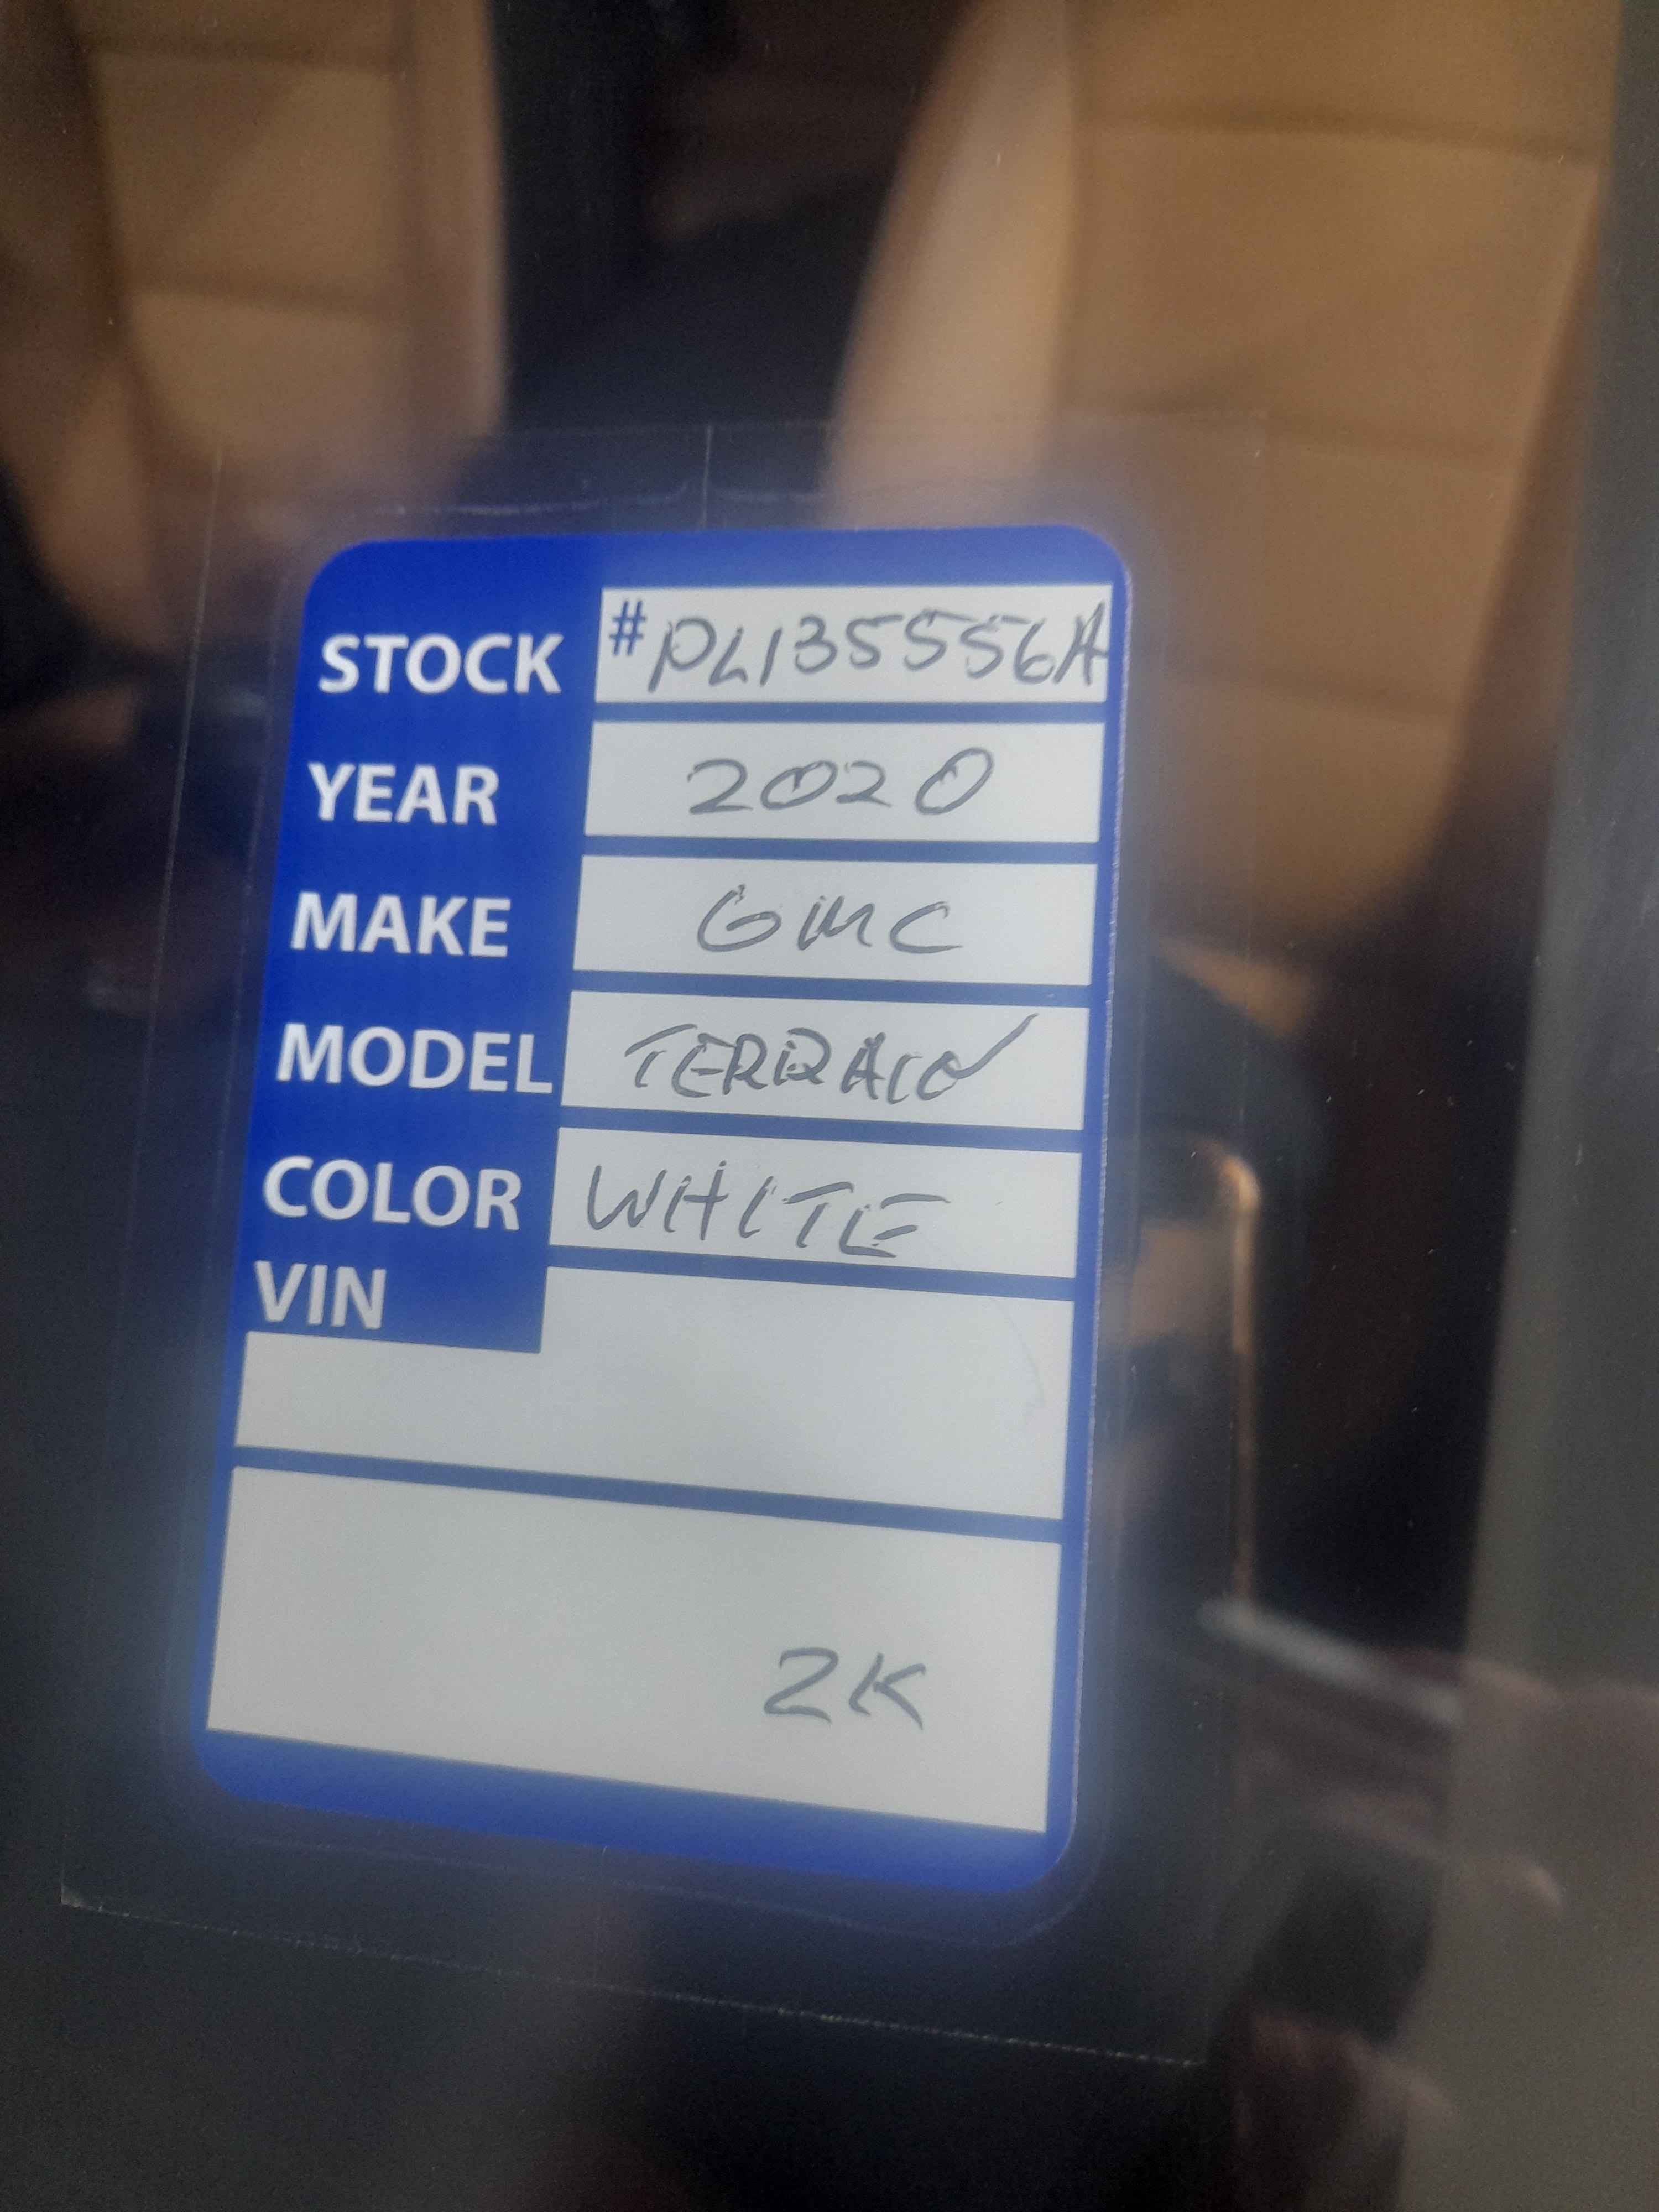 STOCK #PL135556A
YEAR 2020
MAKE GMC
MODEL TERRAIN
COLOR WHITE
VIN
2K